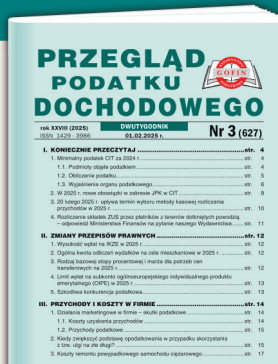 PRZEGLĄD
PODATKU
DOCHODOWEGO
GOFIN
rok XXVIII (2025)
ISSN 1429 - 3986
DWUTYGODNIK
01.02.2025 r.
Nr 3 (627)
I. KONIECZNIE PRZECZYTAJ str. 4
1. Minimalny podatek CIT za 2024 r. str. 4
1.1. Podmioty objęte podatkiem str. 4
1.2. Obliczenie podatku str. 5
1.3. Wyjaśnienia organu podatkowego str. 6
2. W 2025 r. nowe obowiązki w zakresie JPK w CIT str. 9
3. 20 lutego 2025 r. upływa termin wyboru metody kasowej rozliczania
przychodów w 2025 r. str. 10
4. Rozliczanie składek ZUS przez płatników z terenów dotkniętych powodzią
– odpowiedź Ministerstwa Finansów na pytanie naszego Wydawnictwa str. 11
II. ZMIANY PRZEPISÓW PRAWNYCH str. 12
1. Wysokość wpłat na IKZE w 2025 r. str. 12
2. Ogólna kwota odliczeń wydatków na cele mieszkaniowe w 2025 r. str. 12
3. Rodzaj bazowej stopy procentowej i marża dla potrzeb cen
transferowych na 2025 r. str. 12
4. Limit wpłat na subkonto ogólnoeuropejskiego indywidualnego produktu
emerytalnego (OIPE) w 2025 r. str. 13
5. Szkodliwa konkurencja podatkowa str. 13
III. PRZYCHODY I KOSZTY W FIRMIE str. 14
1. Działania marketingowe w firmie – skutki podatkowe str. 14
1.1. Koszty uzyskania przychodów str. 14
1.2. Przychody podatkowe str. 15
2. Kiedy zwiększyć podstawę opodatkowania w przypadku skorzystania
z tzw. ulgi na złe długi? str. 16
3. Koszty remontu powypadkowego samochodu ciężarowego str. 17